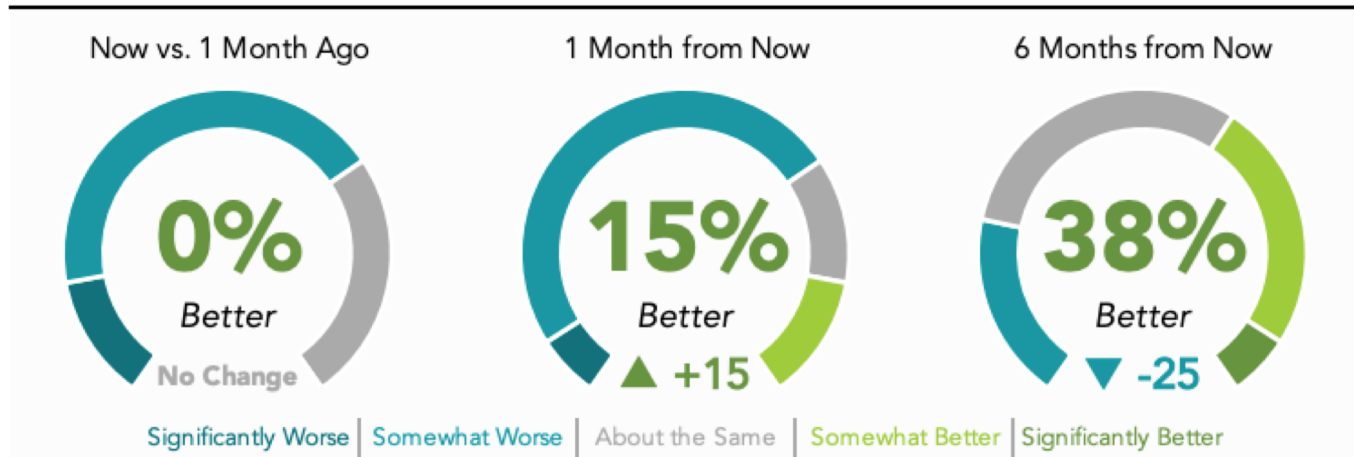 Now vs. 1 Month Ago
0%
Better
No Change
1 Month from Now
15%
Better
▲ +15
6 Months from Now
38%
Better
▼ -25
Significantly Worse | Somewhat Worse | About the Same | Somewhat Better | Significantly Better